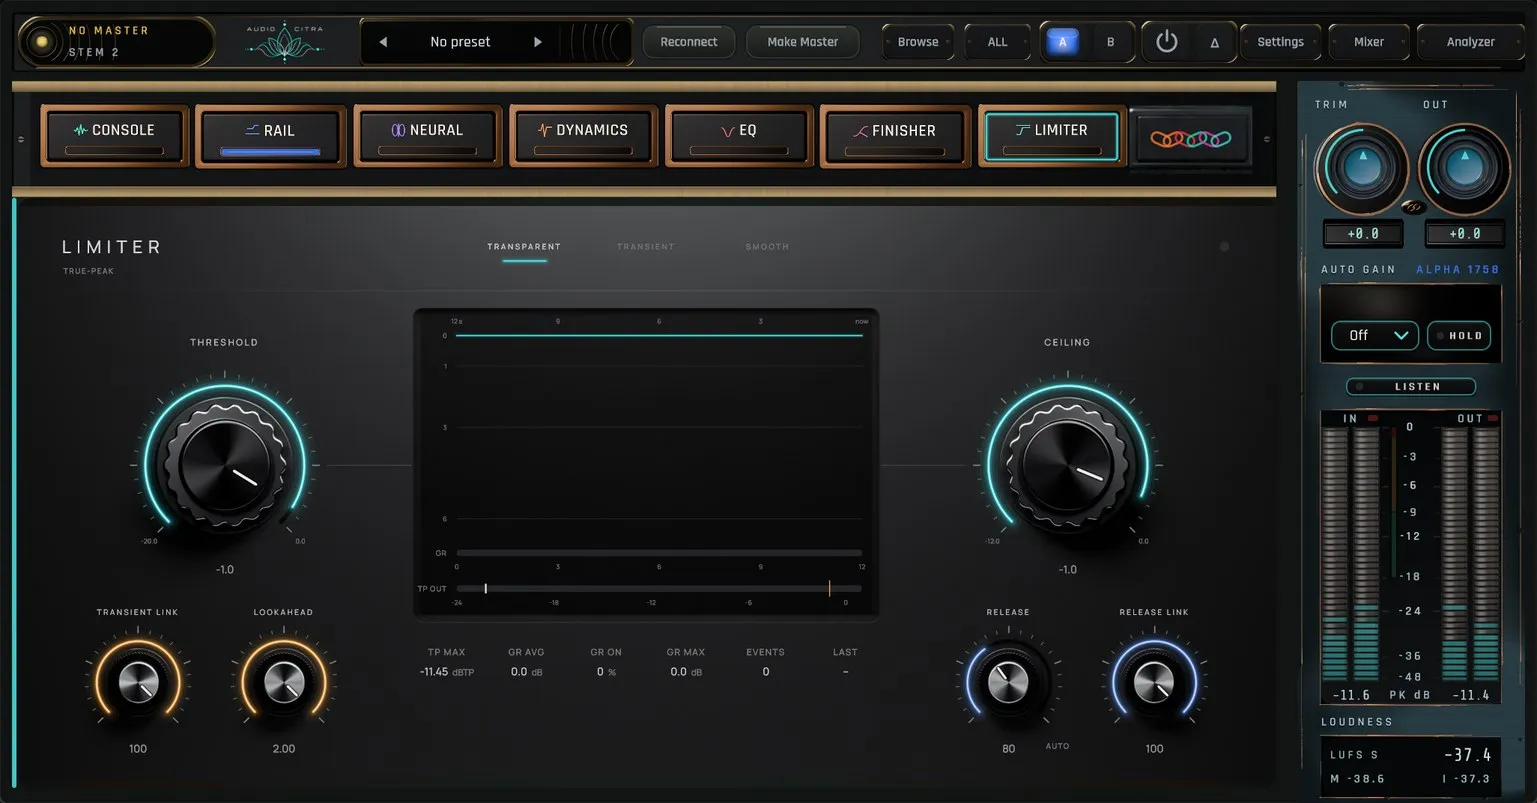 NO MASTER
STEM 2
AUDIO CITRA
No preset
Reconnect
Make Master
Browse
ALL
A
B
Δ
Settings
Mixer
Analyzer
CONSOLE
RAIL
NEURAL
DYNAMICS
EQ
FINISHER
LIMITER
TRIM
OUT
+0.0
+0.0
AUTO GAIN
ALPHA 1758
Off
HOLD
LISTEN
IN
OUT
0
-3
-6
-9
-12
-18
-24
-36
-48
-11.6 PK dB -11.4
LOUDNESS
LUFS S -37.4
M -38.6 I -37.3
LIMITER
TRUE-PEAK
TRANSPARENT
TRANSIENT
SMOOTH
THRESHOLD
-20.0 0.0
-1.0
TRANSIENT LINK
100
LOOKAHEAD
2.00
12s 9 6 3 now
0
1
3
6
GR
0 3 6 9 12
TP OUT
-24 -18 -12 -6 0
TP MAX GR AVG GR ON GR MAX EVENTS LAST
-11.45 dBTP 0.0 dB 0 % 0.0 dB 0 –
CEILING
-12.0 0.0
-1.0
RELEASE
80 AUTO
RELEASE LINK
100